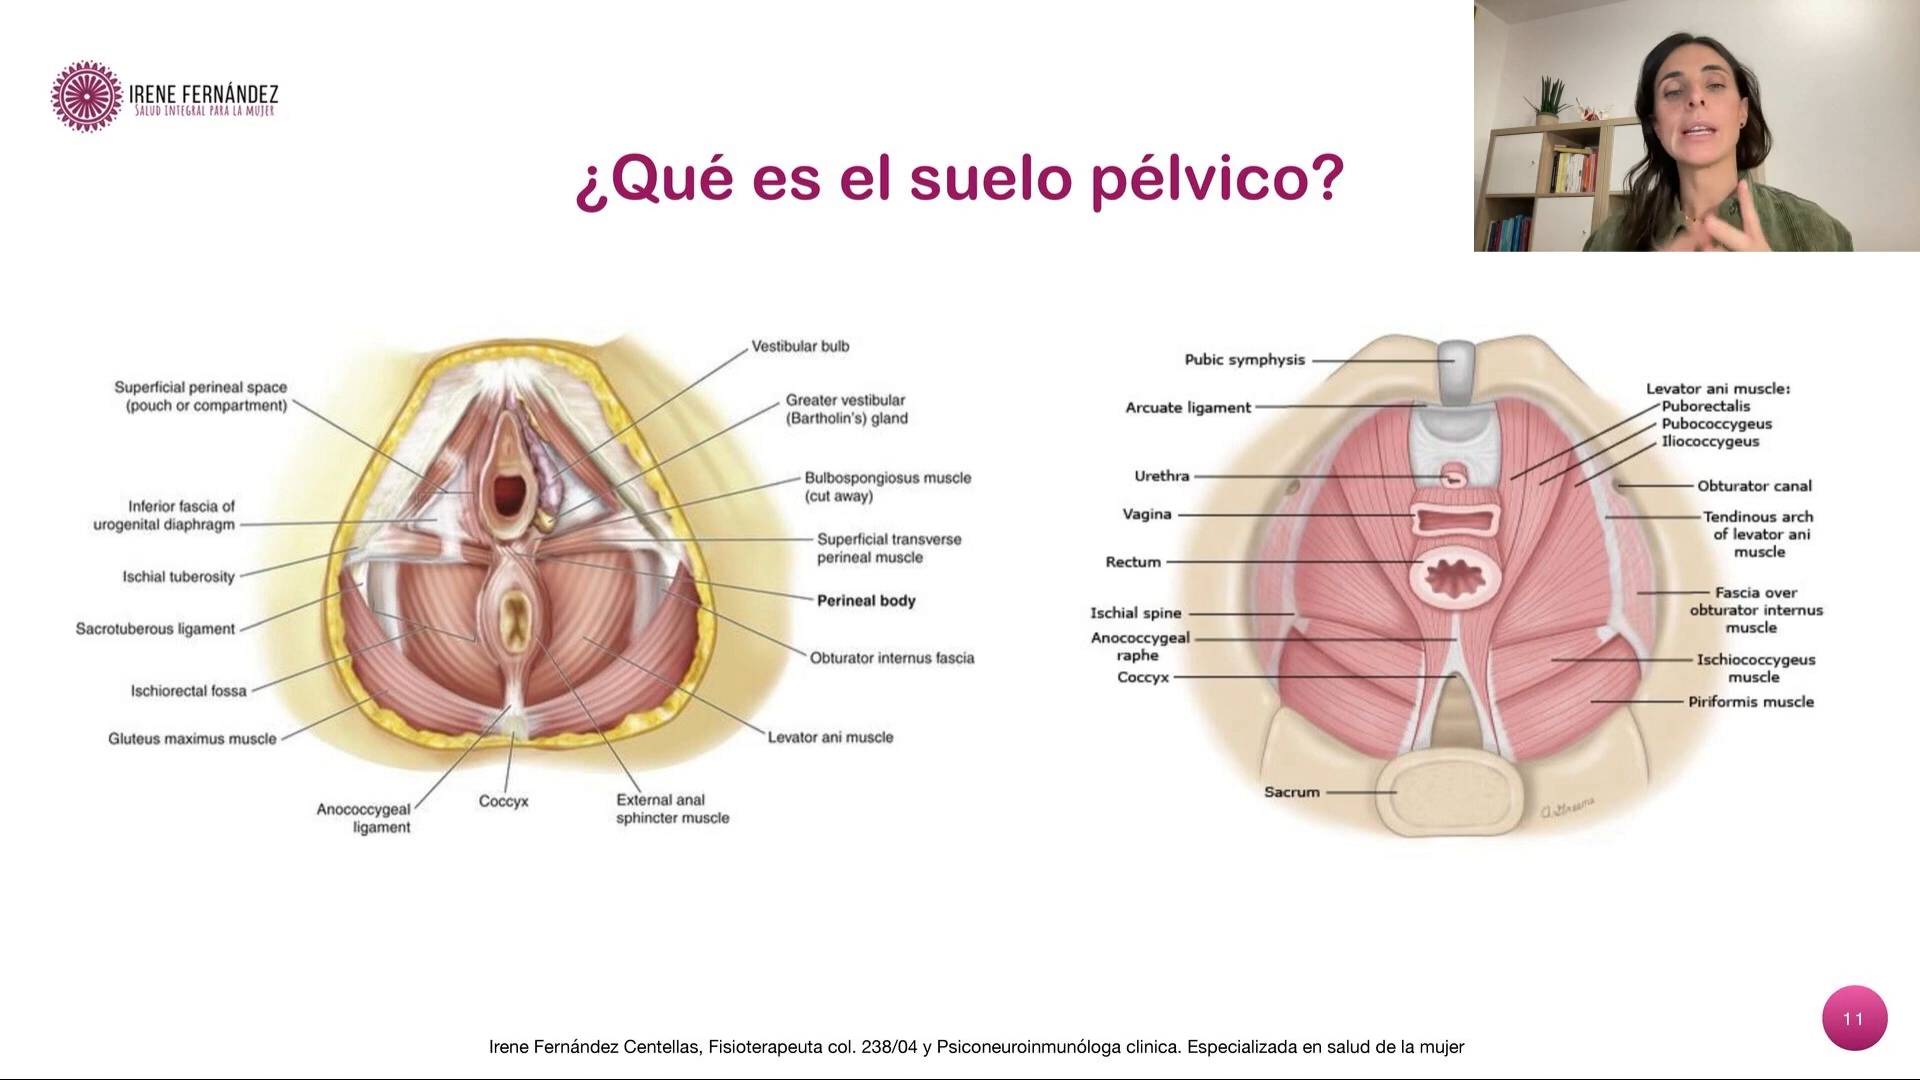 IRENE FERNÁNDEZ
SALUD INTEGRAL PARA LA MUJER
¿Qué es el suelo pélvico?
Superficial perineal space
(pouch or compartment)
Inferior fascia of
urogenital diaphragm
Ischial tuberosity
Sacrotuberous ligament
Ischiorectal fossa
Gluteus maximus muscle
Anococcygeal
ligament
Coccyx
External anal
sphincter muscle
Vestibular bulb
Greater vestibular
(Bartholin's) gland
Bulbospongiosus muscle
(cut away)
Superficial transverse
perineal muscle
Perineal body
Obturator internus fascia
Levator ani muscle
Pubic symphysis
Arcuate ligament
Urethra
Vagina
Rectum
Ischial spine
Anococcygeal
raphe
Coccyx
Sacrum
Levator ani muscle:
Puborectalis
Pubococcygeus
Iliococcygeus
Obturator canal
Tendinous arch
of levator ani
muscle
Fascia over
obturator internus
muscle
Ischiococcygeus
muscle
Piriformis muscle
11
Irene Fernández Centellas, Fisioterapeuta col. 238/04 y Psiconeuroinmunóloga clinica. Especializada en salud de la mujer